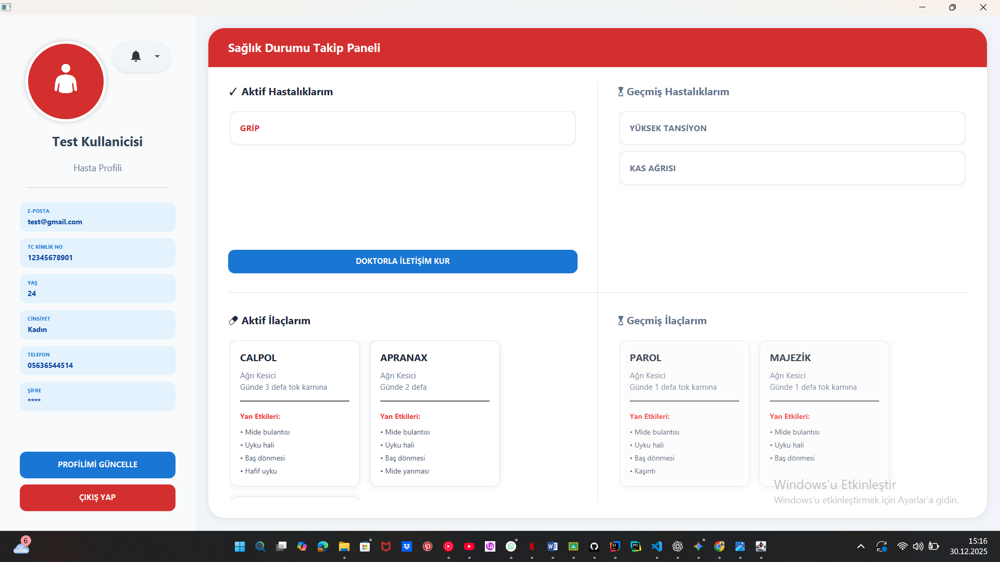 Test Kullanicisi
Hasta Profili
E-POSTA
test@gmail.com
TC KİMLİK NO
12345678901
YAŞ
24
CİNSİYET
Kadın
TELEFON
05636544514
ŞİFRE
****
PROFİLİMİ GÜNCELLE
ÇIKIŞ YAP
Sağlık Durumu Takip Paneli
✓ Aktif Hastalıklarım
GRİP
DOKTORLA İLETİŞİM KUR
Geçmiş Hastalıklarım
YÜKSEK TANSİYON
KAS AĞRISI
Aktif İlaçlarım
CALPOL
Ağrı Kesici
Günde 3 defa tok karnına
Yan Etkileri:
• Mide bulantısı
• Uyku hali
• Baş dönmesi
• Hafif uyku
APRANAX
Ağrı Kesici
Günde 2 defa
Yan Etkileri:
• Mide bulantısı
• Uyku hali
• Baş dönmesi
• Mide yanması
Geçmiş İlaçlarım
PAROL
Ağrı Kesici
Günde 1 defa tok karnına
Yan Etkileri:
• Mide bulantısı
• Uyku hali
• Baş dönmesi
• Kaşıntı
MAJEZİK
Ağrı Kesici
Günde 1 defa tok karnına
Yan Etkileri:
• Mide bulantısı
• Uyku hali
• Baş dönmesi
Windows'u Etkinleştir
Windows'u etkinleştirmek için Ayarlar'a gidin.
6
15:16
30.12.2025